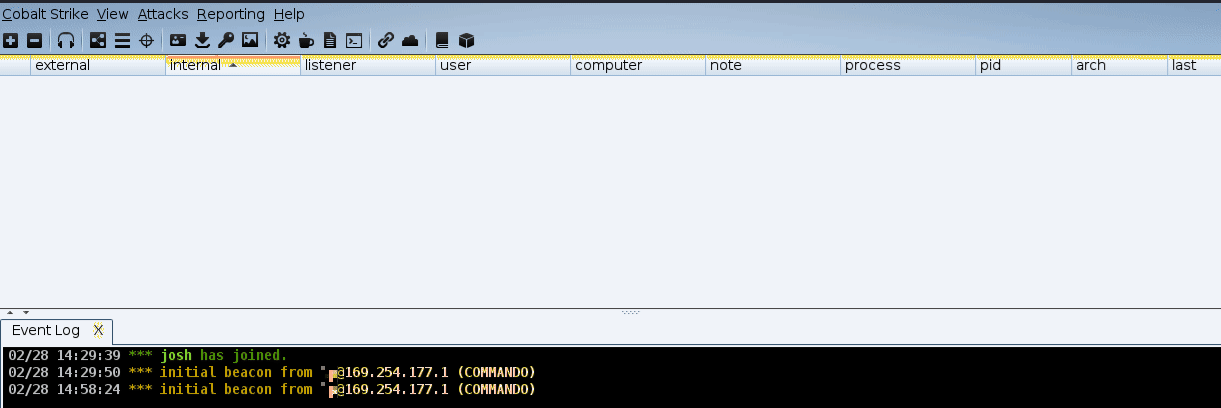 Cobalt Strike View Attacks Reporting Help
external internal listener user computer note process pid arch last
Event Log X
02/28 14:29:39 *** josh has joined.
02/28 14:29:50 *** initial beacon from @169.254.177.1 (COMMANDO)
02/28 14:58:24 *** initial beacon from @169.254.177.1 (COMMANDO)